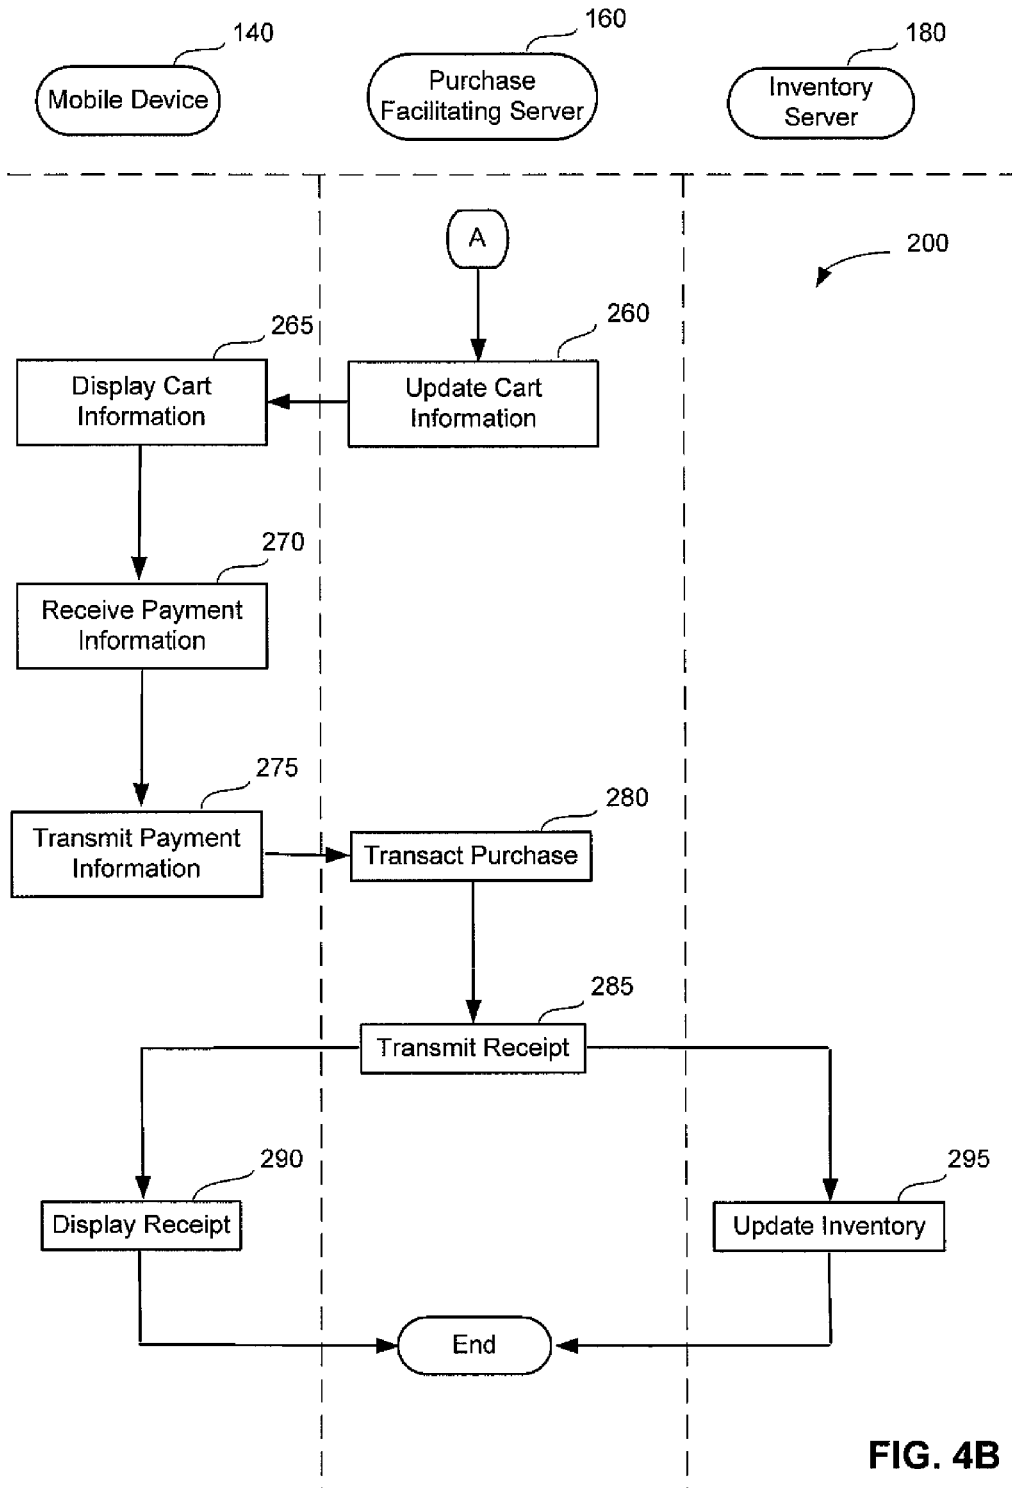 140
160
180
Mobile Device
Purchase
Facilitating Server
Inventory
Server
A
200
260
265
Display Cart
Information
Update Cart
Information
270
Receive Payment
Information
275
Transmit Payment
Information
280
Transact Purchase
285
Transmit Receipt
290
Display Receipt
295
Update Inventory
End
FIG. 4B